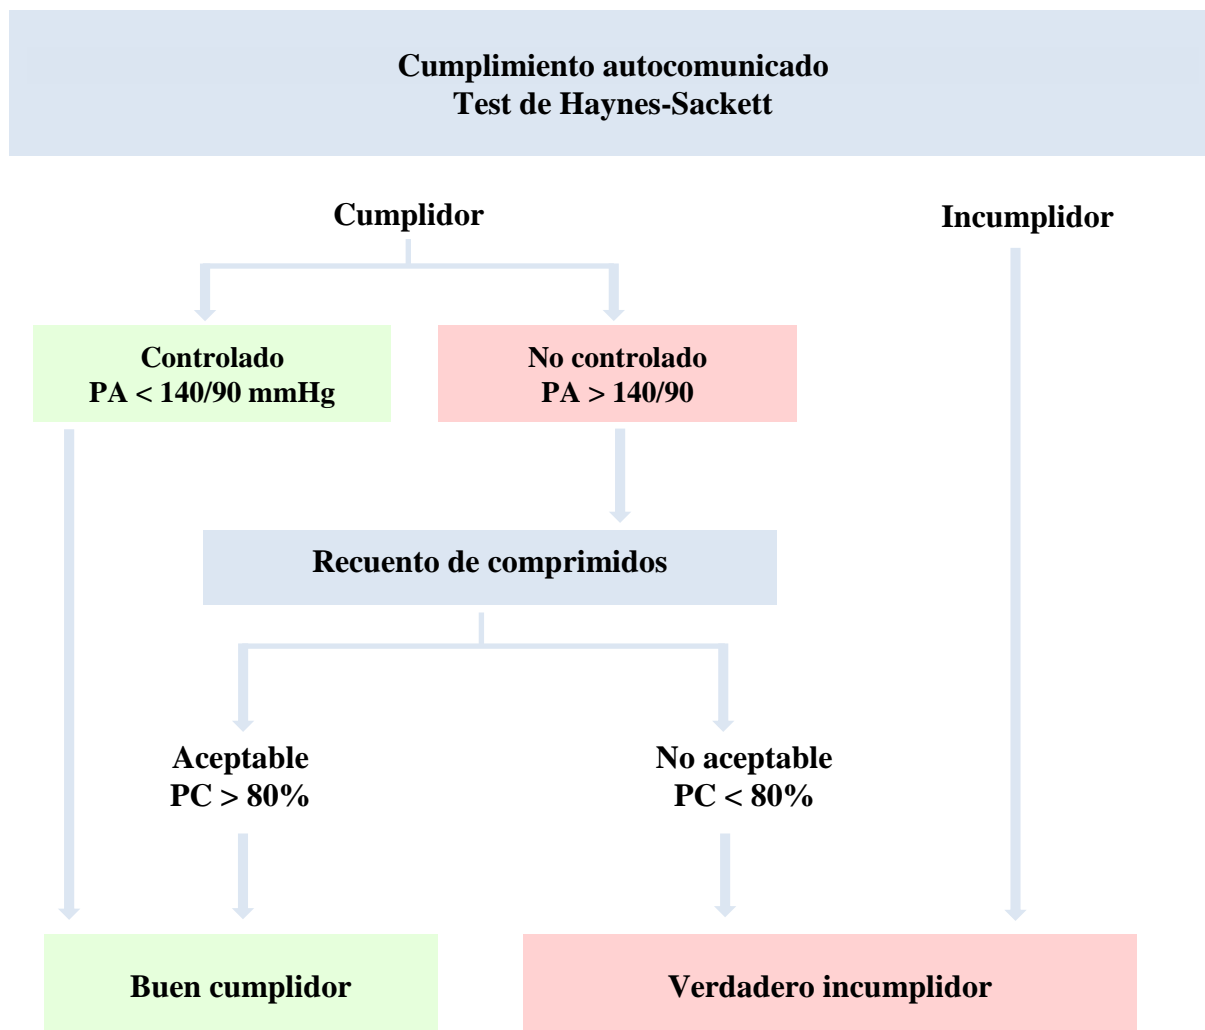 Cumplimiento autocomunicado
Test de Haynes-Sackett
Cumplidor
Incumplidor
Controlado
PA < 140/90 mmHg
No controlado
PA > 140/90
Recuento de comprimidos
Aceptable
PC > 80%
No aceptable
PC < 80%
Buen cumplidor
Verdadero incumplidor